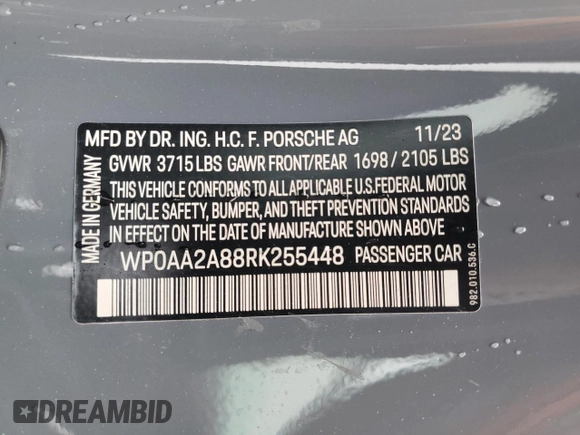 MFD BY DR. ING. H.C. F. PORSCHE AG 11/23
GVWR 3715 LBS GAWR FRONT/REAR 1698 / 2105 LBS
THIS VEHICLE CONFORMS TO ALL APPLICABLE U.S.FEDERAL MOTOR
VEHICLE SAFETY, BUMPER, AND THEFT PREVENTION STANDARDS
IN EFFECT ON THE DATE OF MANUFACTURE SHOWN ABOVE
WP0AA2A88RK255448 PASSENGER CAR
MADE IN GERMANY
982.010.536.C
DREAMBID